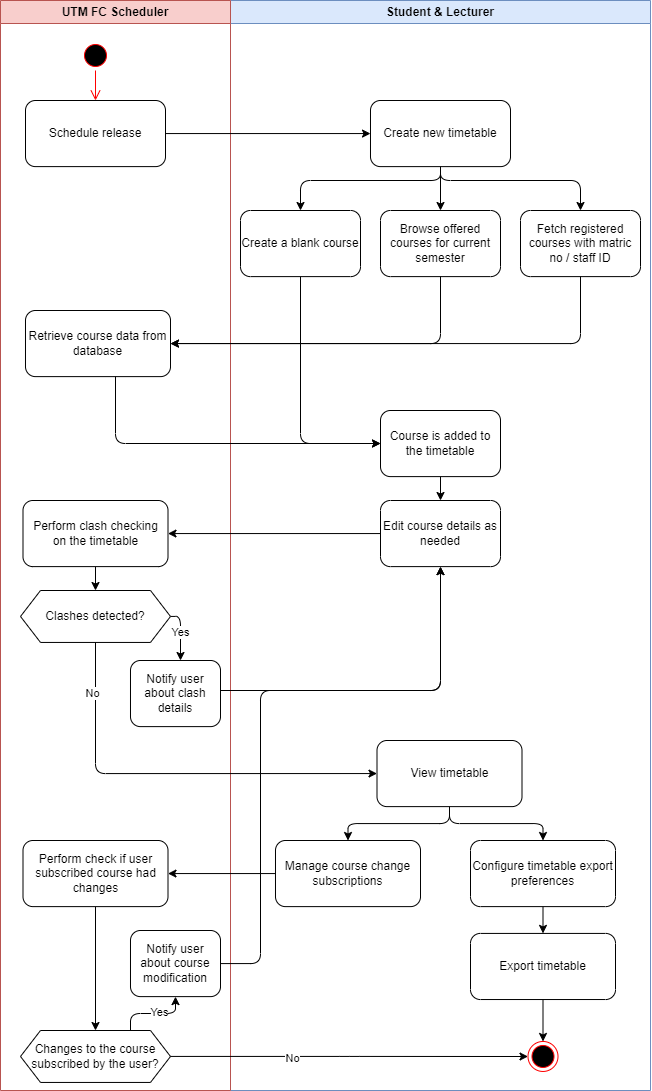 UTM FC Scheduler
Student & Lecturer
Schedule release
Create new timetable
Create a blank course
Browse offered
courses for current
semester
Fetch registered
courses with matric
no / staff ID
Retrieve course data from
database
Course is added to
the timetable
Perform clash checking
on the timetable
Edit course details as
needed
Clashes detected?
Yes
Notify user
about clash
details
No
View timetable
Perform check if user
subscribed course had
changes
Manage course change
subscriptions
Configure timetable export
preferences
Notify user
about course
modification
Export timetable
Yes
Changes to the course
subscribed by the user?
No